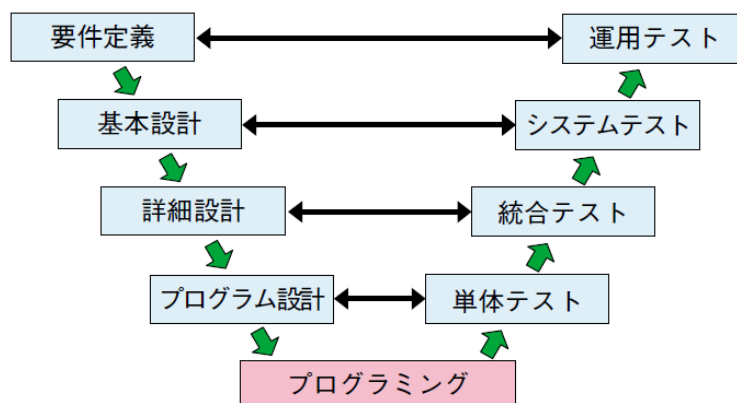 要件定義
運用テスト
基本設計
システムテスト
詳細設計
統合テスト
プログラム設計
単体テスト
プログラミング